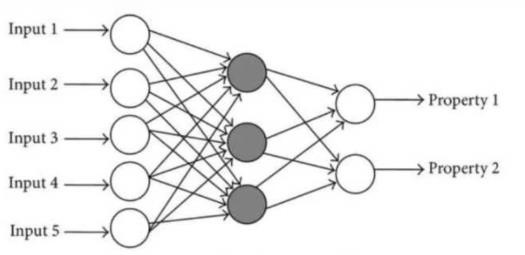 Input 1
Input 2
Input 3
Input 4
Input 5
Property 1
Property 2